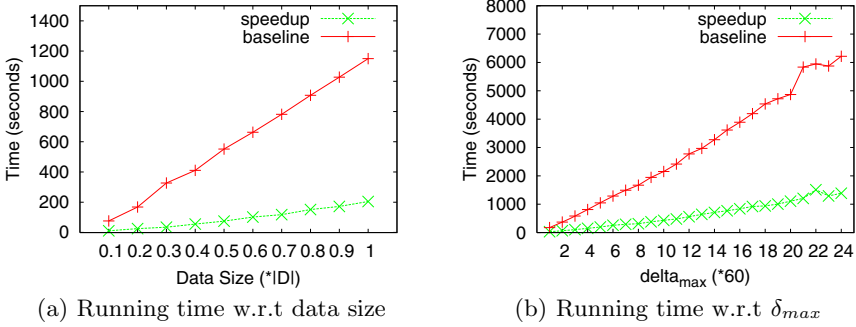 speedup
baseline
Time (seconds)
1400
1200
1000
800
600
400
200
0
0.1 0.2 0.3 0.4 0.5 0.6 0.7 0.8 0.9 1
Data Size (*|D|)
(a) Running time w.r.t data size
speedup
baseline
Time (seconds)
8000
7000
6000
5000
4000
3000
2000
1000
0
2 4 6 8 10 12 14 16 18 20 22 24
delta_max (*60)
(b) Running time w.r.t δ_max